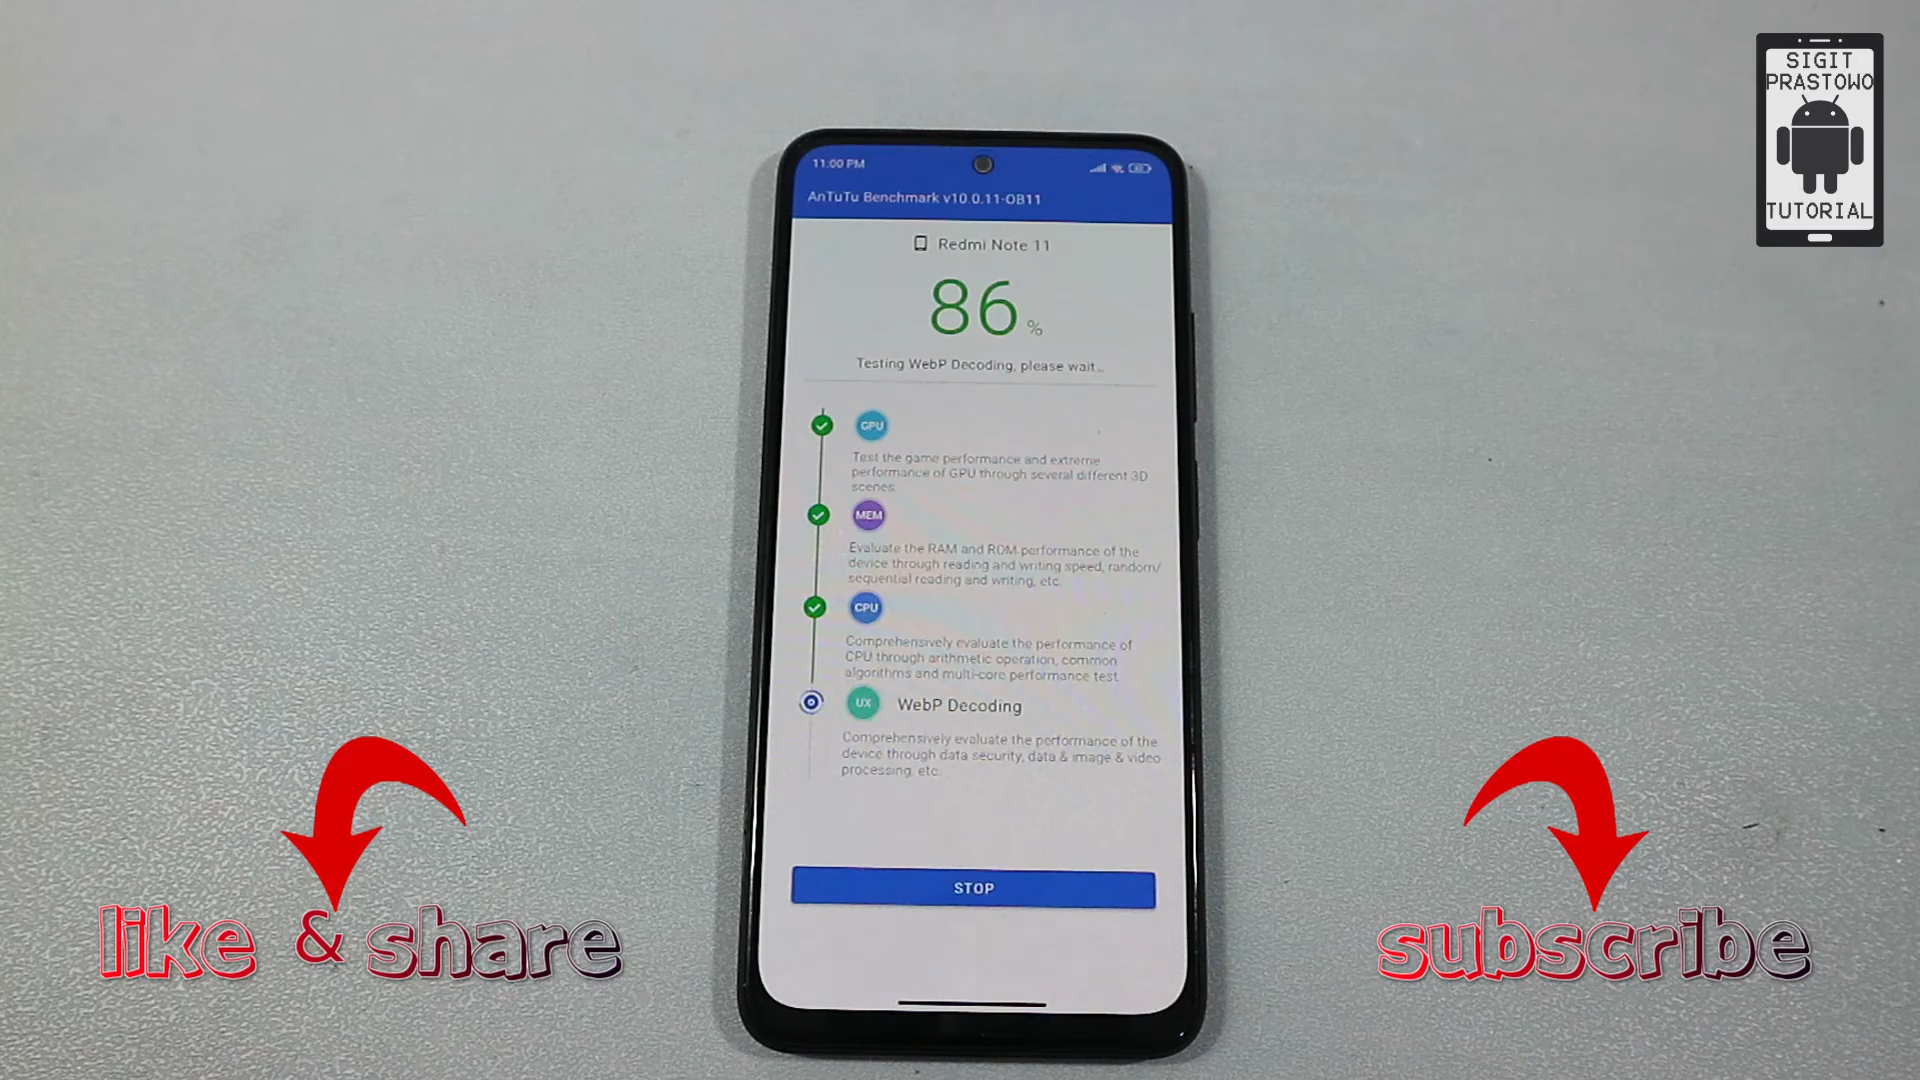 SIGIT
PRASTOWO
TUTORIAL
11:00 PM
AnTuTu Benchmark v10.0.11-OB11
Redmi Note 11
86 %
Testing WebP Decoding, please wait...
GPU
Test the game performance and extreme
performance of GPU through several different 3D
scenes.
MEM
Evaluate the RAM and ROM performance of the
device through reading and writing speed, random/
sequential reading and writing, etc.
CPU
Comprehensively evaluate the performance of
CPU through arithmetic operation, common
algorithms and multi-core performance test.
UX WebP Decoding
Comprehensively evaluate the performance of the
device through data security, data & image & video
processing, etc.
STOP
like & share
subscribe